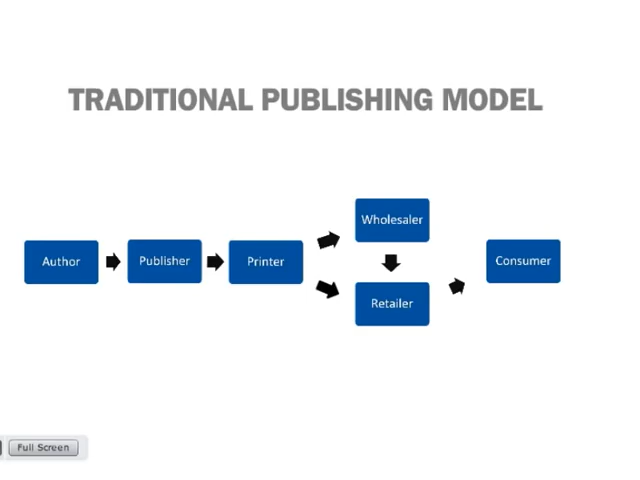 TRADITIONAL PUBLISHING MODEL
Author
Publisher
Printer
Wholesaler
Retailer
Consumer
Full Screen